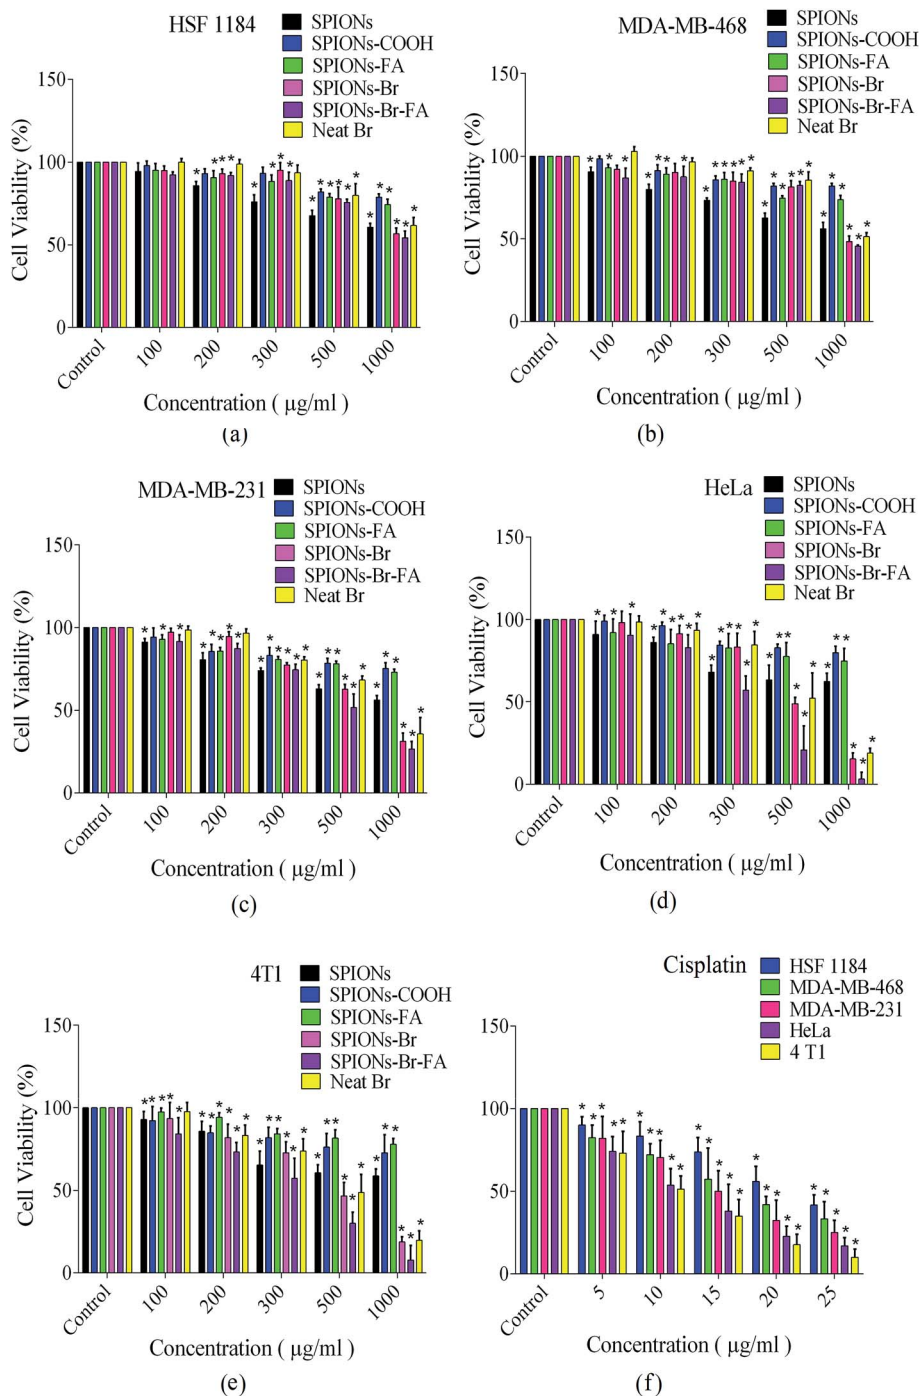 HSF 1184
SPIONs
SPIONs-COOH
SPIONs-FA
SPIONs-Br
SPIONs-Br-FA
Neat Br
Cell Viability (%)
150
100
50
0
* * * * * * * * * * * * * * * * * * * * *
Control 100 200 300 500 1000
Concentration ( μg/ml )
(a)
MDA-MB-468
SPIONs
SPIONs-COOH
SPIONs-FA
SPIONs-Br
SPIONs-Br-FA
Neat Br
Cell Viability (%)
150
100
50
0
Control 100 200 300 500 1000
Concentration ( μg/ml )
(b)
MDA-MB-231
SPIONs
SPIONs-COOH
SPIONs-FA
SPIONs-Br
SPIONs-Br-FA
Neat Br
Cell Viability (%)
150
100
50
0
Control 100 200 300 500 1000
Concentration ( μg/ml )
(c)
HeLa
SPIONs
SPIONs-COOH
SPIONs-FA
SPIONs-Br
SPIONs-Br-FA
Neat Br
Cell Viability (%)
150
100
50
0
Control 100 200 300 500 1000
Concentration ( μg/ml )
(d)
4T1
SPIONs
SPIONs-COOH
SPIONs-FA
SPIONs-Br
SPIONs-Br-FA
Neat Br
Cell Viability (%)
150
100
50
0
Control 100 200 300 500 1000
Concentration ( μg/ml )
(e)
Cisplatin
HSF 1184
MDA-MB-468
MDA-MB-231
HeLa
4 T1
Cell Viability (%)
150
100
50
0
Control 5 10 15 20 25
Concentration ( μg/ml )
(f)